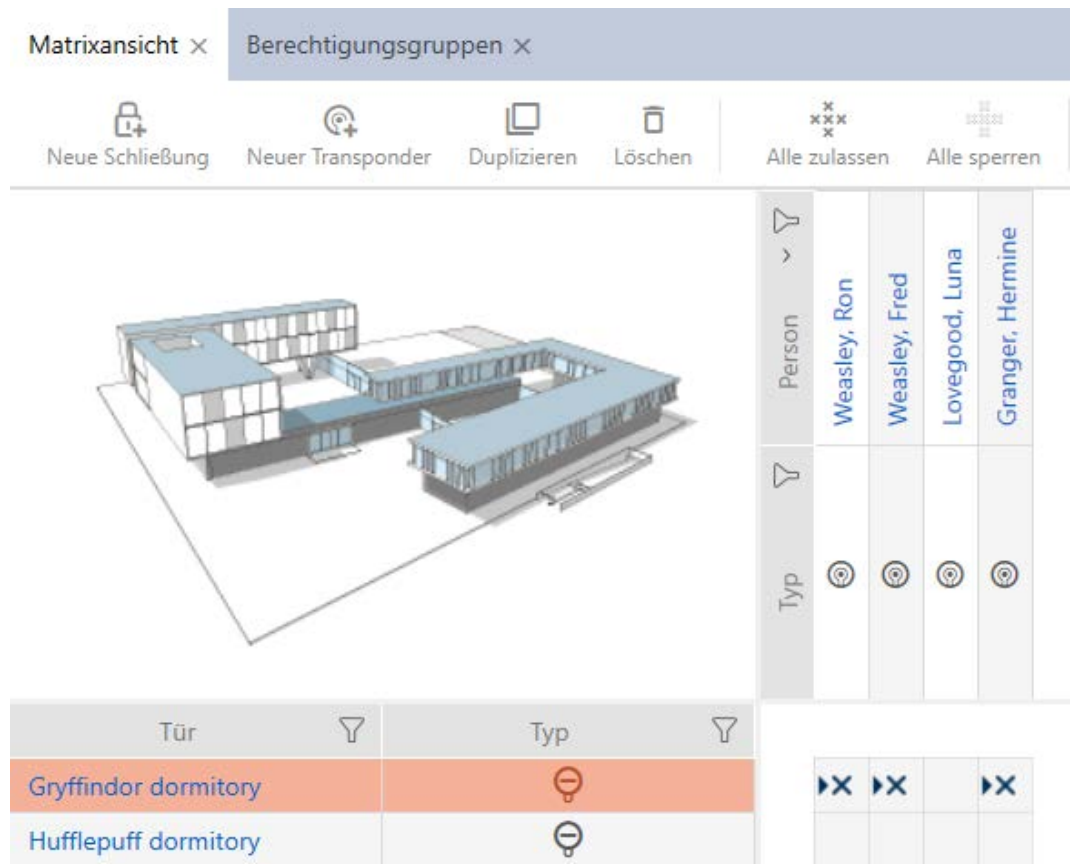 Matrixansicht × Berechtigungsgruppen ×
Neue Schließung Neuer Transponder Duplizieren Löschen Alle zulassen Alle sperren
Person Weasley, Ron Weasley, Fred Lovegood, Luna Granger, Hermine
Typ
Tür Typ
Gryffindor dormitory
Hufflepuff dormitory